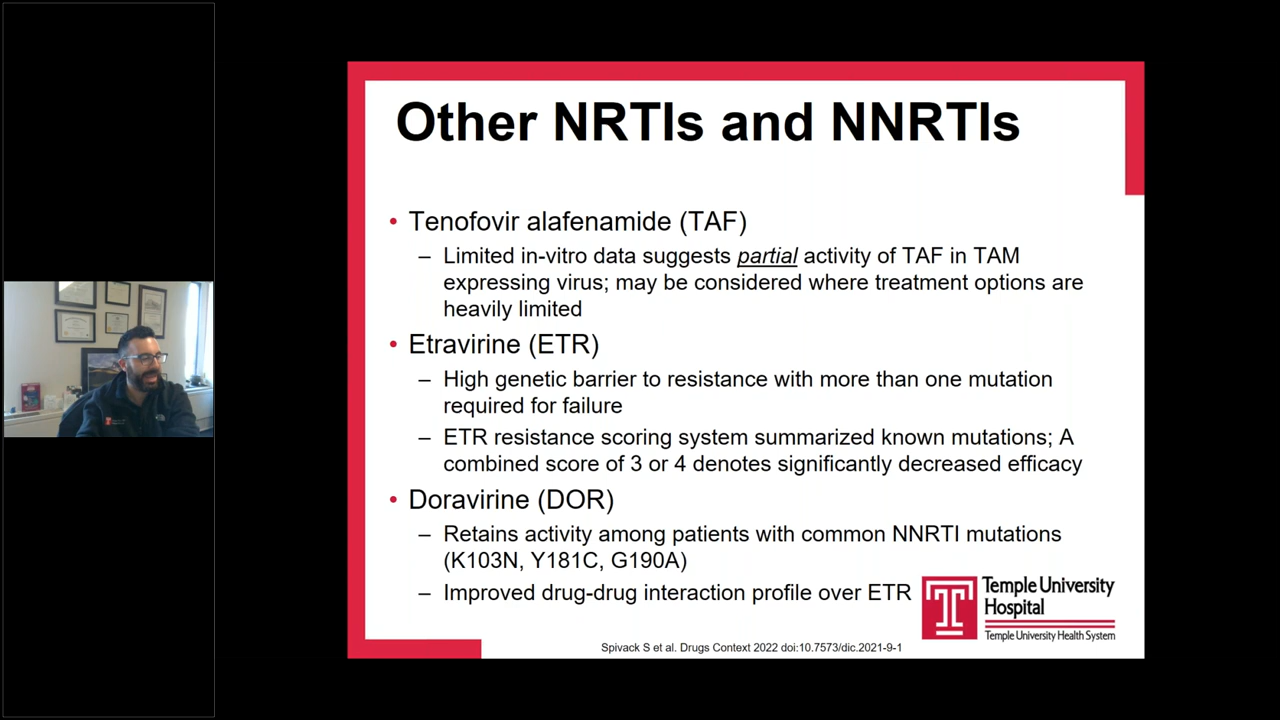 Other NRTIs and NNRTIs
• Tenofovir alafenamide (TAF)
– Limited in-vitro data suggests partial activity of TAF in TAM
expressing virus; may be considered where treatment options are
heavily limited
• Etravirine (ETR)
– High genetic barrier to resistance with more than one mutation
required for failure
– ETR resistance scoring system summarized known mutations; A
combined score of 3 or 4 denotes significantly decreased efficacy
• Doravirine (DOR)
– Retains activity among patients with common NNRTI mutations
(K103N, Y181C, G190A)
– Improved drug-drug interaction profile over ETR
Temple University
Hospital
Temple University Health System
Spivack S et al. Drugs Context 2022 doi:10.7573/dic.2021-9-1